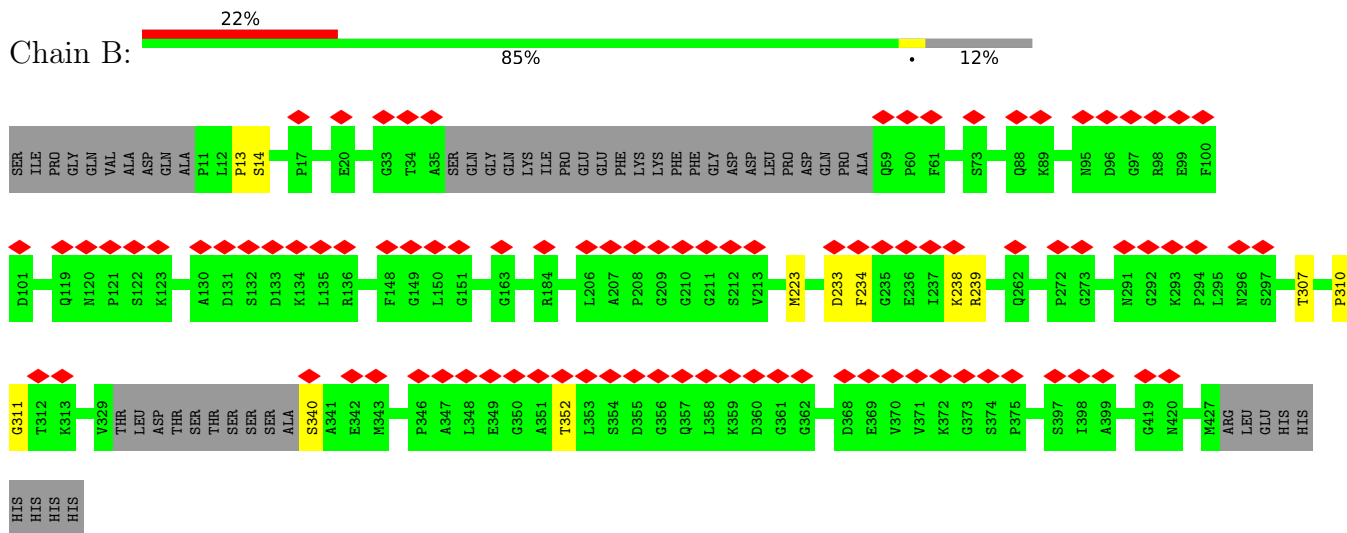 22%
Chain B:
85% • 12%
SER ILE PRO GLY GLN VAL ALA ASP GLN ALA P11 L12 P13 S14 P17 E20 G33 T34 A35 SER GLN GLY GLN LYS ILE PRO GLU GLU PHE LYS LYS PHE PHE GLY ASP ASP LEU PRO ASP GLN PRO ALA Q59 P60 F61 S73 Q88 K89 N95 D96 G97 R98 E99 F100
D101 Q119 N120 P121 S122 K123 A130 D131 S132 D133 K134 L135 R136 F148 G149 L150 G151 G163 R184 L206 A207 P208 G209 G210 G211 S212 V213 M223 D233 F234 G235 E236 I237 K238 R239 Q262 P272 G273 N291 G292 K293 P294 L295 N296 S297 T307 P310
G311 T312 K313 V329 THR LEU ASP THR SER THR SER SER SER ALA S340 A341 E342 M343 P346 A347 L348 E349 G350 A351 T352 L353 S354 D355 G356 Q357 L358 K359 D360 G361 G362 D368 E369 V370 V371 K372 G373 S374 P375 S397 I398 A399 G419 N420 M427 ARG LEU GLU HIS HIS
HIS HIS HIS HIS